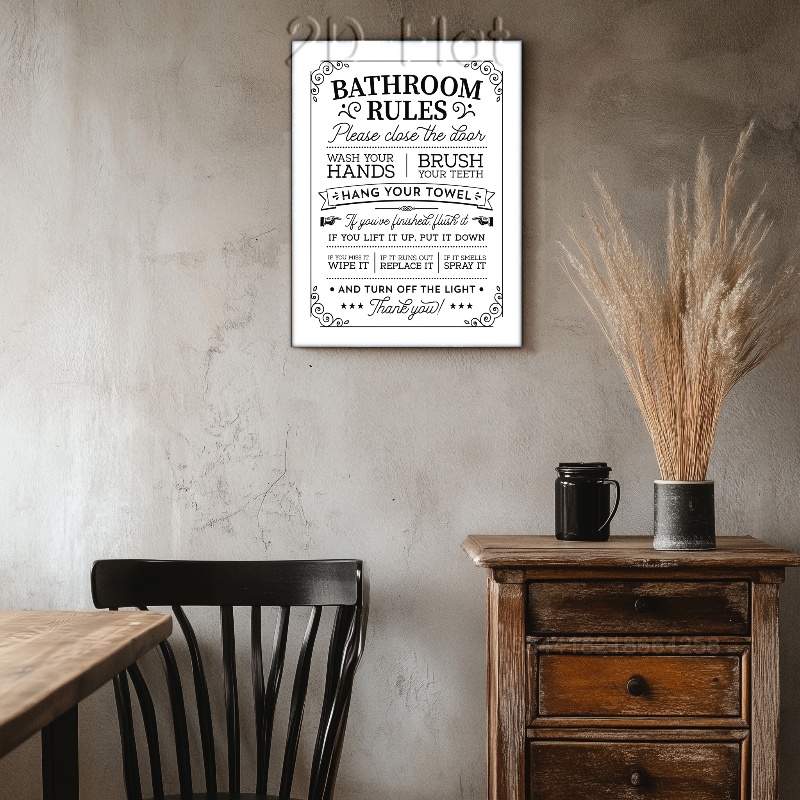 2D Flat
BATHROOM
RULES
Please close the door
WASH YOUR HANDS
BRUSH YOUR TEETH
HANG YOUR TOWEL
If you've finished, flush it
IF YOU LIFT IT UP, PUT IT DOWN
IF YOU MISS IT WIPE IT
IF IT RUNS OUT REPLACE IT
IF IT SMELLS SPRAY IT
• AND TURN OFF THE LIGHT •
Thank you!